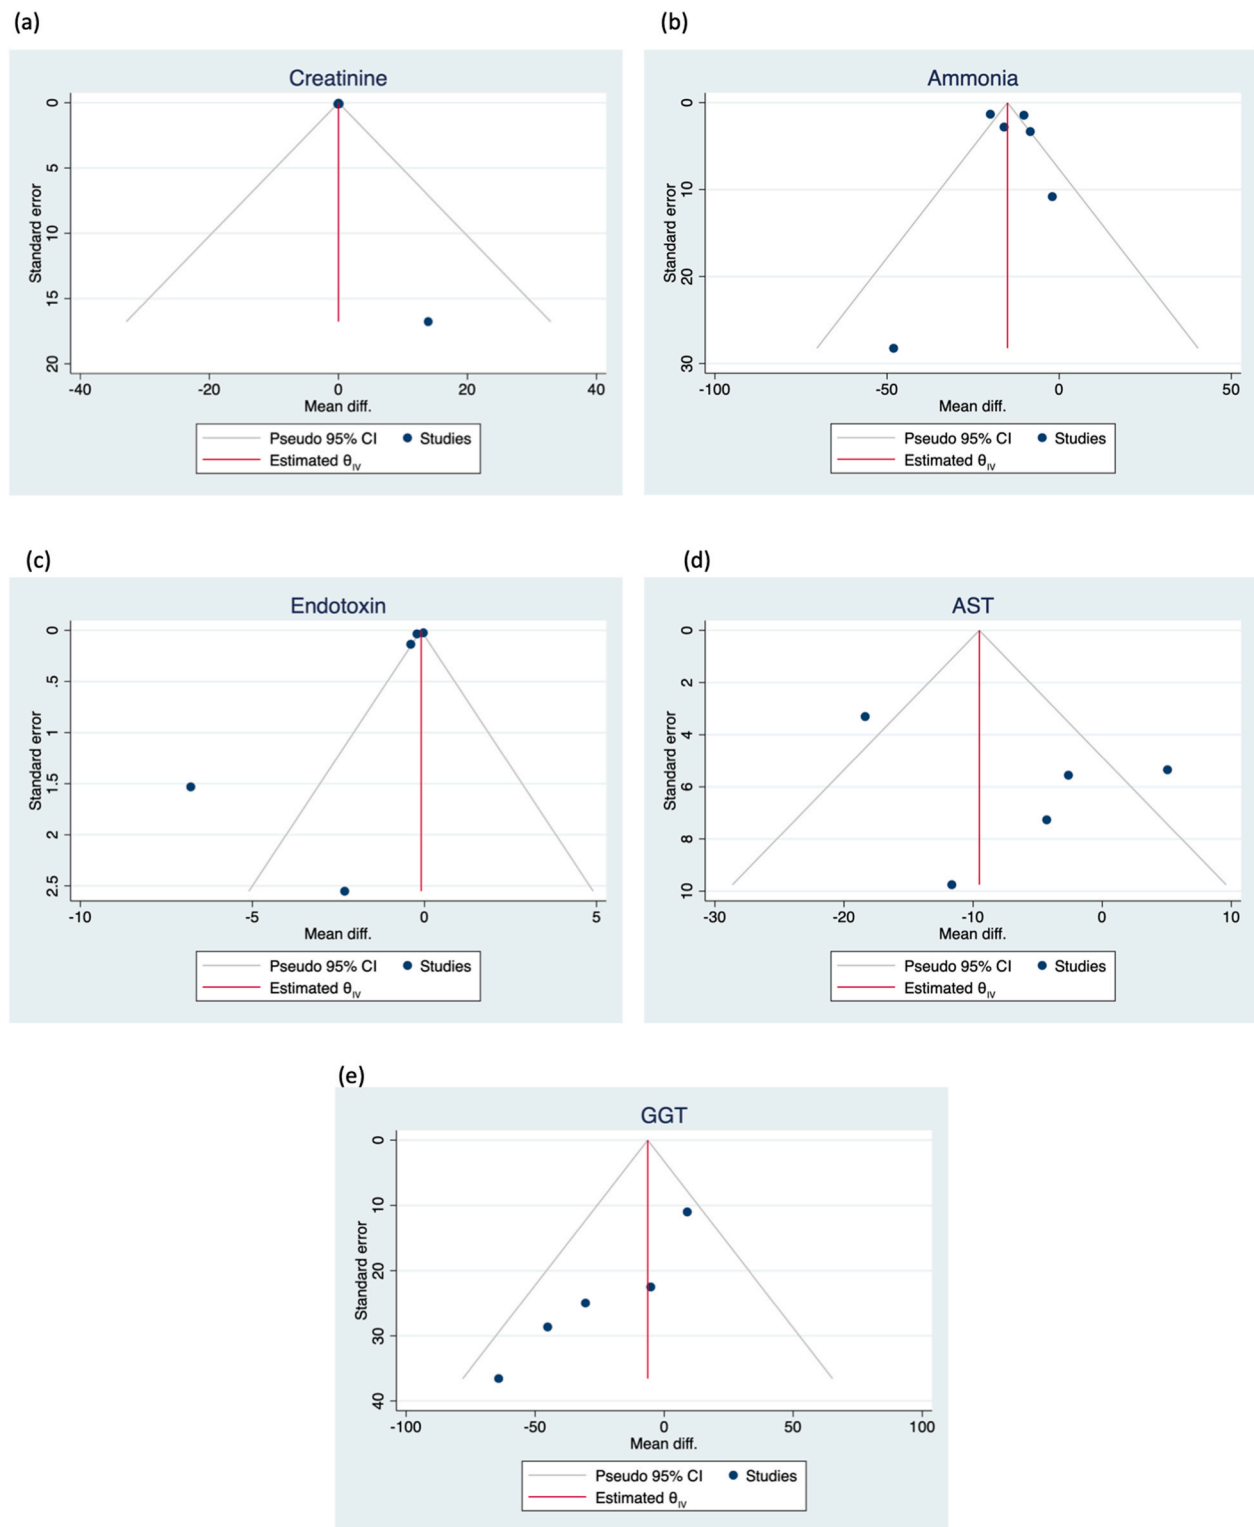 (a)
Creatinine
Standard error
0
5
10
15
20
-40
-20
0
20
40
Mean diff.
Pseudo 95% CI
Studies
Estimated θIV
(b)
Ammonia
Standard error
0
10
20
30
-100
-50
0
50
Mean diff.
Pseudo 95% CI
Studies
Estimated θIV
(c)
Endotoxin
Standard error
0
.5
1
1.5
2
2.5
-10
-5
0
5
Mean diff.
Pseudo 95% CI
Studies
Estimated θIV
(d)
AST
Standard error
0
2
4
6
8
10
-30
-20
-10
0
10
Mean diff.
Pseudo 95% CI
Studies
Estimated θIV
(e)
GGT
Standard error
0
10
20
30
40
-100
-50
0
50
100
Mean diff.
Pseudo 95% CI
Studies
Estimated θIV